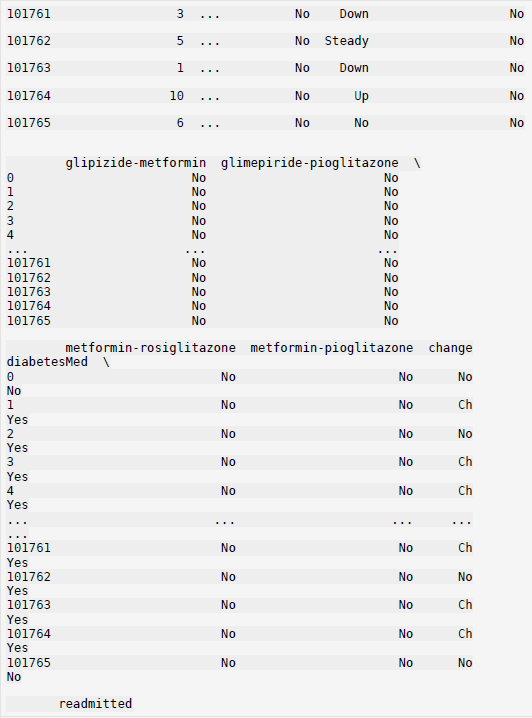 101761                 3  ...          No    Down                   No
101762                 5  ...          No  Steady                   No
101763                 1  ...          No    Down                   No
101764                10  ...          No      Up                   No
101765                 6  ...          No      No                   No
        glipizide-metformin  glimepiride-pioglitazone  \
0                        No                        No
1                        No                        No
2                        No                        No
3                        No                        No
4                        No                        No
...                     ...                       ...
101761                   No                        No
101762                   No                        No
101763                   No                        No
101764                   No                        No
101765                   No                        No
        metformin-rosiglitazone  metformin-pioglitazone  change
diabetesMed  \
0                            No                      No      No
No
1                            No                      No      Ch
Yes
2                            No                      No      No
Yes
3                            No                      No      Ch
Yes
4                            No                      No      Ch
Yes
...                         ...                     ...     ...
...
101761                       No                      No      Ch
Yes
101762                       No                      No      No
Yes
101763                       No                      No      Ch
Yes
101764                       No                      No      Ch
Yes
101765                       No                      No      No
No
       readmitted